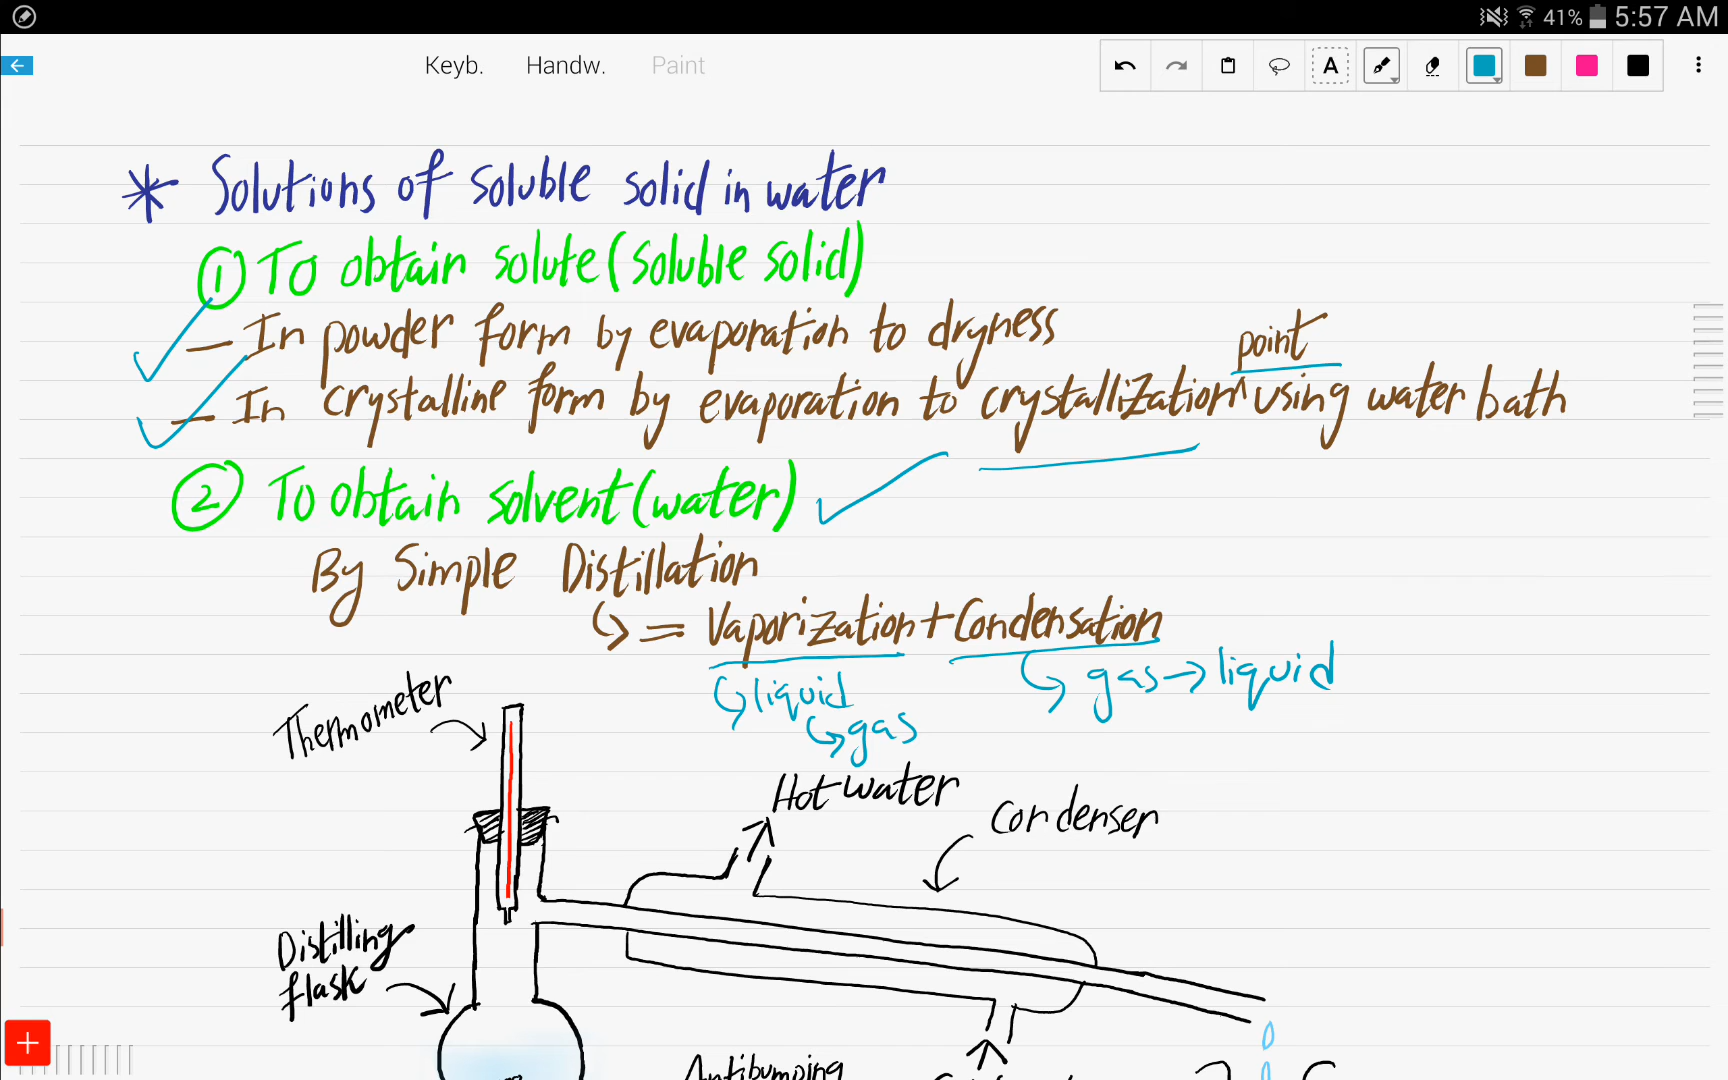 41% 5:57 AM
Keyb. Handw. Paint
A
* Solutions of soluble solid in water
① To obtain solute (soluble solid)
— In powder form by evaporation to dryness
point
— In crystalline form by evaporation to crystallization ^ using water bath
② To obtain solvent (water)
By Simple Distillation
↳ = Vaporization + Condensation
↳ liquid
↳ gas
↳ gas → liquid
Thermometer
Hot water
Condenser
Distilling
flask
Antibumping